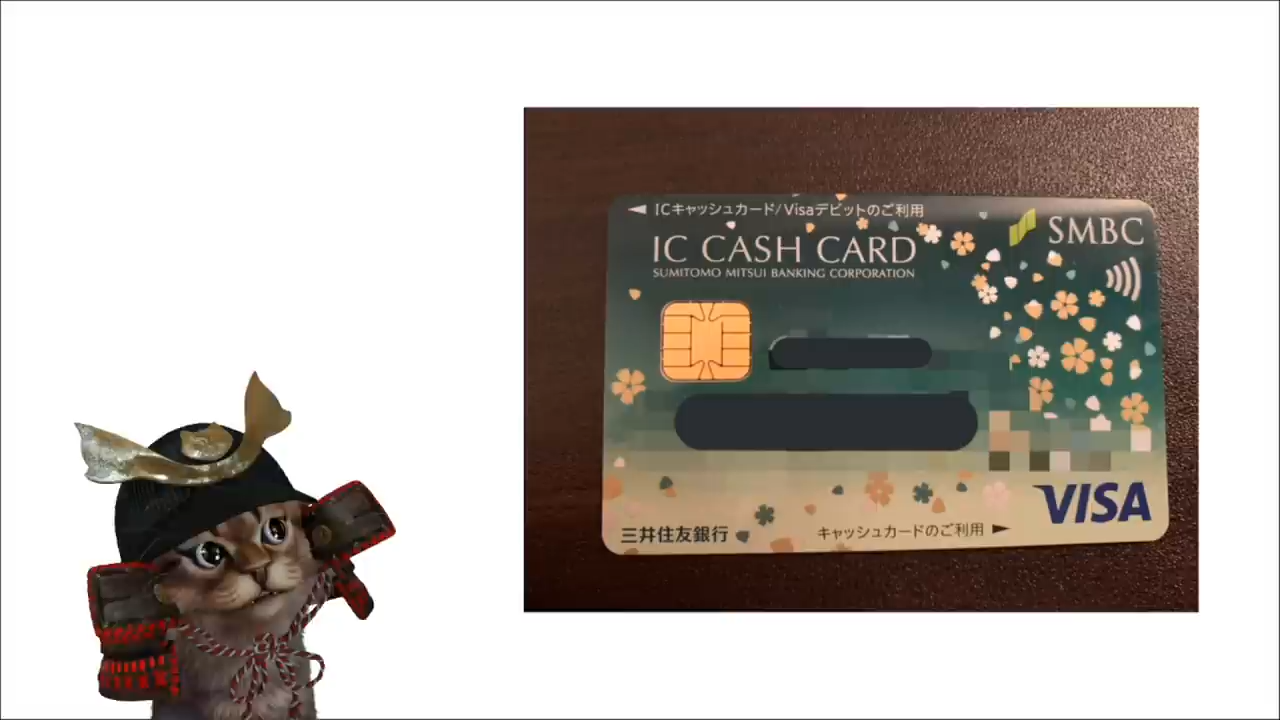 ICキャッシュカード/Visaデビットのご利用
SMBC
IC CASH CARD
SUMITOMO MITSUI BANKING CORPORATION
VISA
三井住友銀行
キャッシュカードのご利用